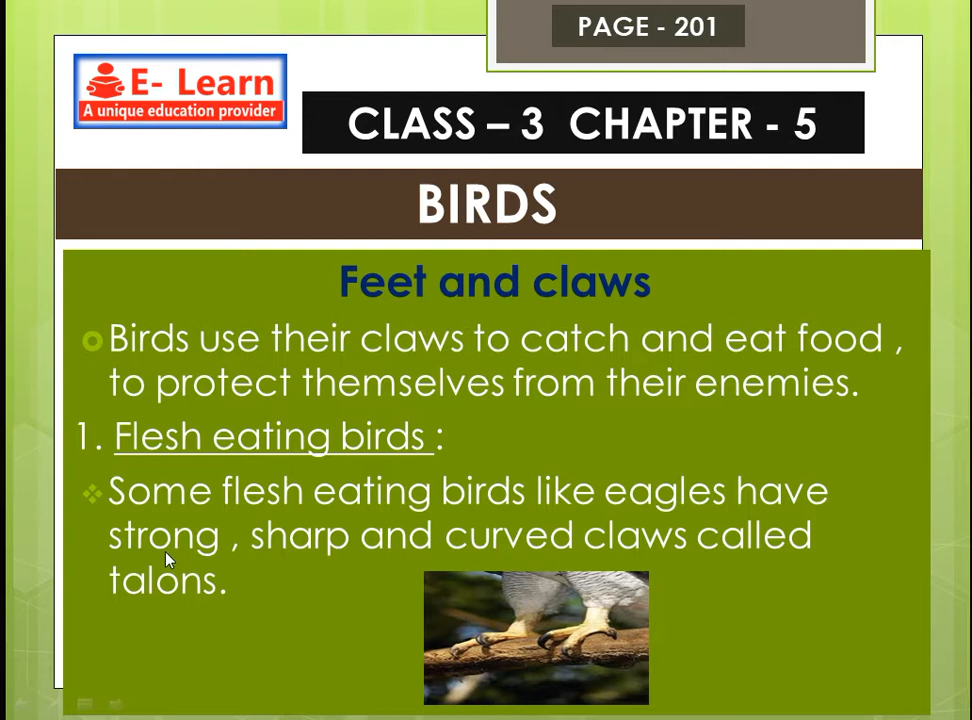 PAGE - 201
E- Learn
A unique education provider
CLASS – 3 CHAPTER - 5
BIRDS
Feet and claws
Birds use their claws to catch and eat food ,
to protect themselves from their enemies.
1. Flesh eating birds :
Some flesh eating birds like eagles have
strong , sharp and curved claws called
talons.